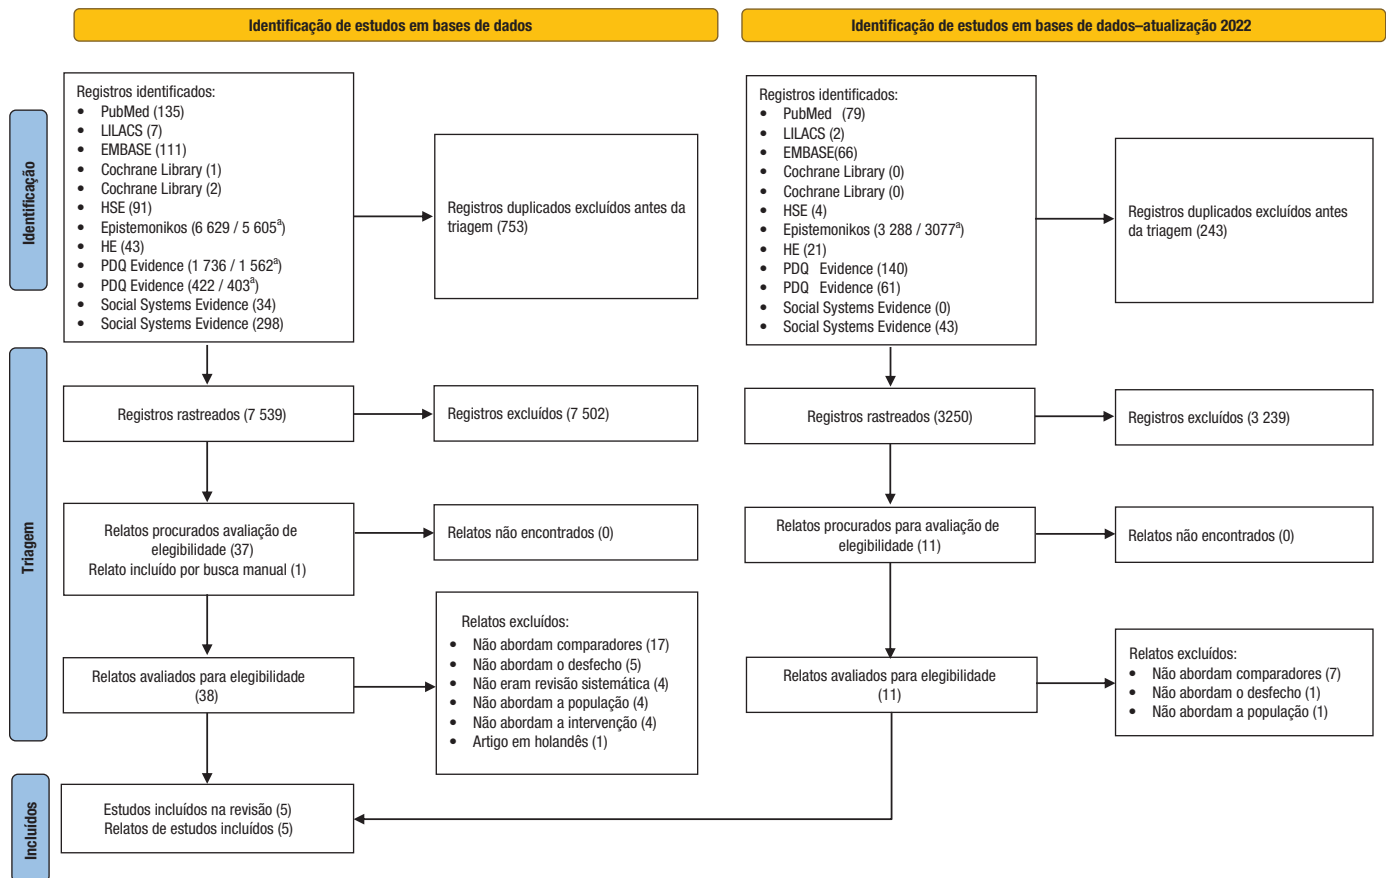 Identificação de estudos em bases de dados
Identificação de estudos em bases de dados–atualização 2022
Identificação
Registros identificados:
• PubMed (135)
• LILACS (7)
• EMBASE (111)
• Cochrane Library (1)
• Cochrane Library (2)
• HSE (91)
• Epistemonikos (6 629 / 5 605ª)
• HE (43)
• PDQ Evidence (1 736 / 1 562ª)
• PDQ Evidence (422 / 403ª)
• Social Systems Evidence (34)
• Social Systems Evidence (298)
Registros duplicados excluídos antes da
triagem (753)
Registros identificados:
• PubMed (79)
• LILACS (2)
• EMBASE(66)
• Cochrane Library (0)
• Cochrane Library (0)
• HSE (4)
• Epistemonikos (3 288 / 3077ª)
• HE (21)
• PDQ Evidence (140)
• PDQ Evidence (61)
• Social Systems Evidence (0)
• Social Systems Evidence (43)
Registros duplicados excluídos antes
da triagem (243)
Triagem
Registros rastreados (7 539)
Registros excluídos (7 502)
Registros rastreados (3250)
Registros excluídos (3 239)
Relatos procurados avaliação de
elegibilidade (37)
Relato incluído por busca manual (1)
Relatos não encontrados (0)
Relatos procurados para avaliação de
elegibilidade (11)
Relatos não encontrados (0)
Relatos avaliados para elegibilidade
(38)
Relatos excluídos:
• Não abordam comparadores (17)
• Não abordam o desfecho (5)
• Não eram revisão sistemática (4)
• Não abordam a população (4)
• Não abordam a intervenção (4)
• Artigo em holandês (1)
Relatos avaliados para elegibilidade
(11)
Relatos excluídos:
• Não abordam comparadores (7)
• Não abordam o desfecho (1)
• Não abordam a população (1)
Incluídos
Estudos incluídos na revisão (5)
Relatos de estudos incluídos (5)